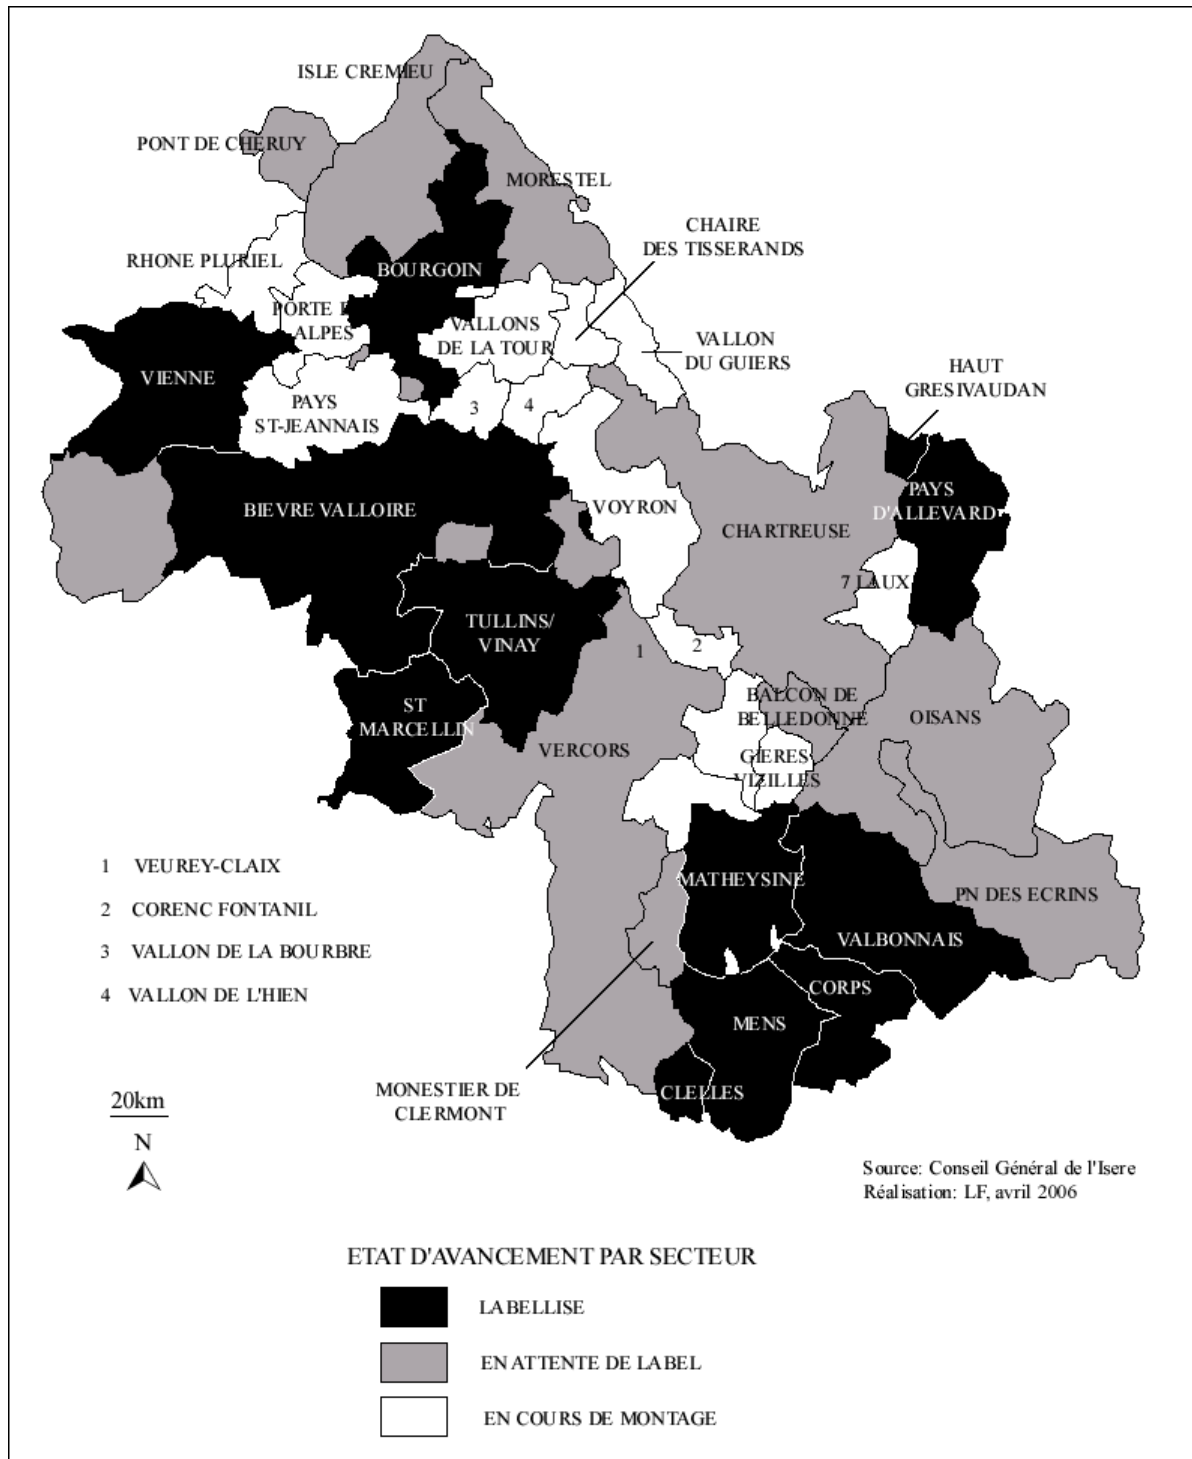 ISLE CREMIEU
PONT DE CHERUY
MORESTEL
CHAIRE
DES TISSERANDS
RHONE PLURIEL
BOURGOIN
PORTE D
ALPES
VALLONS
DE LA TOUR
VALLON
DU GUIERS
HAUT
GRESIVAUDAN
VIENNE
PAYS
ST-JEANNAIS
3
4
PAYS
D'ALLEVARD
BIEVRE VALLOIRE
VOYRON
CHARTREUSE
7 LAUX
TULLINS/
VINAY
1
2
ST
MARCELLIN
BALCON DE
BELLEDONNE
OISANS
VERCORS
GIERES
VIZILLES
1 VEUREY-CLAIX
2 CORENC FONTANIL
3 VALLON DE LA BOURBRE
4 VALLON DE L'HIEN
MATHEYSINE
PN DES ECRINS
VALBONNAIS
CORPS
MENS
MONESTIER DE
CLERMONT
CLELLES
20km
N
Source: Conseil Général de l'Isere
Réalisation: LF, avril 2006
ETAT D'AVANCEMENT PAR SECTEUR
LABELLISE
EN ATTENTE DE LABEL
EN COURS DE MONTAGE